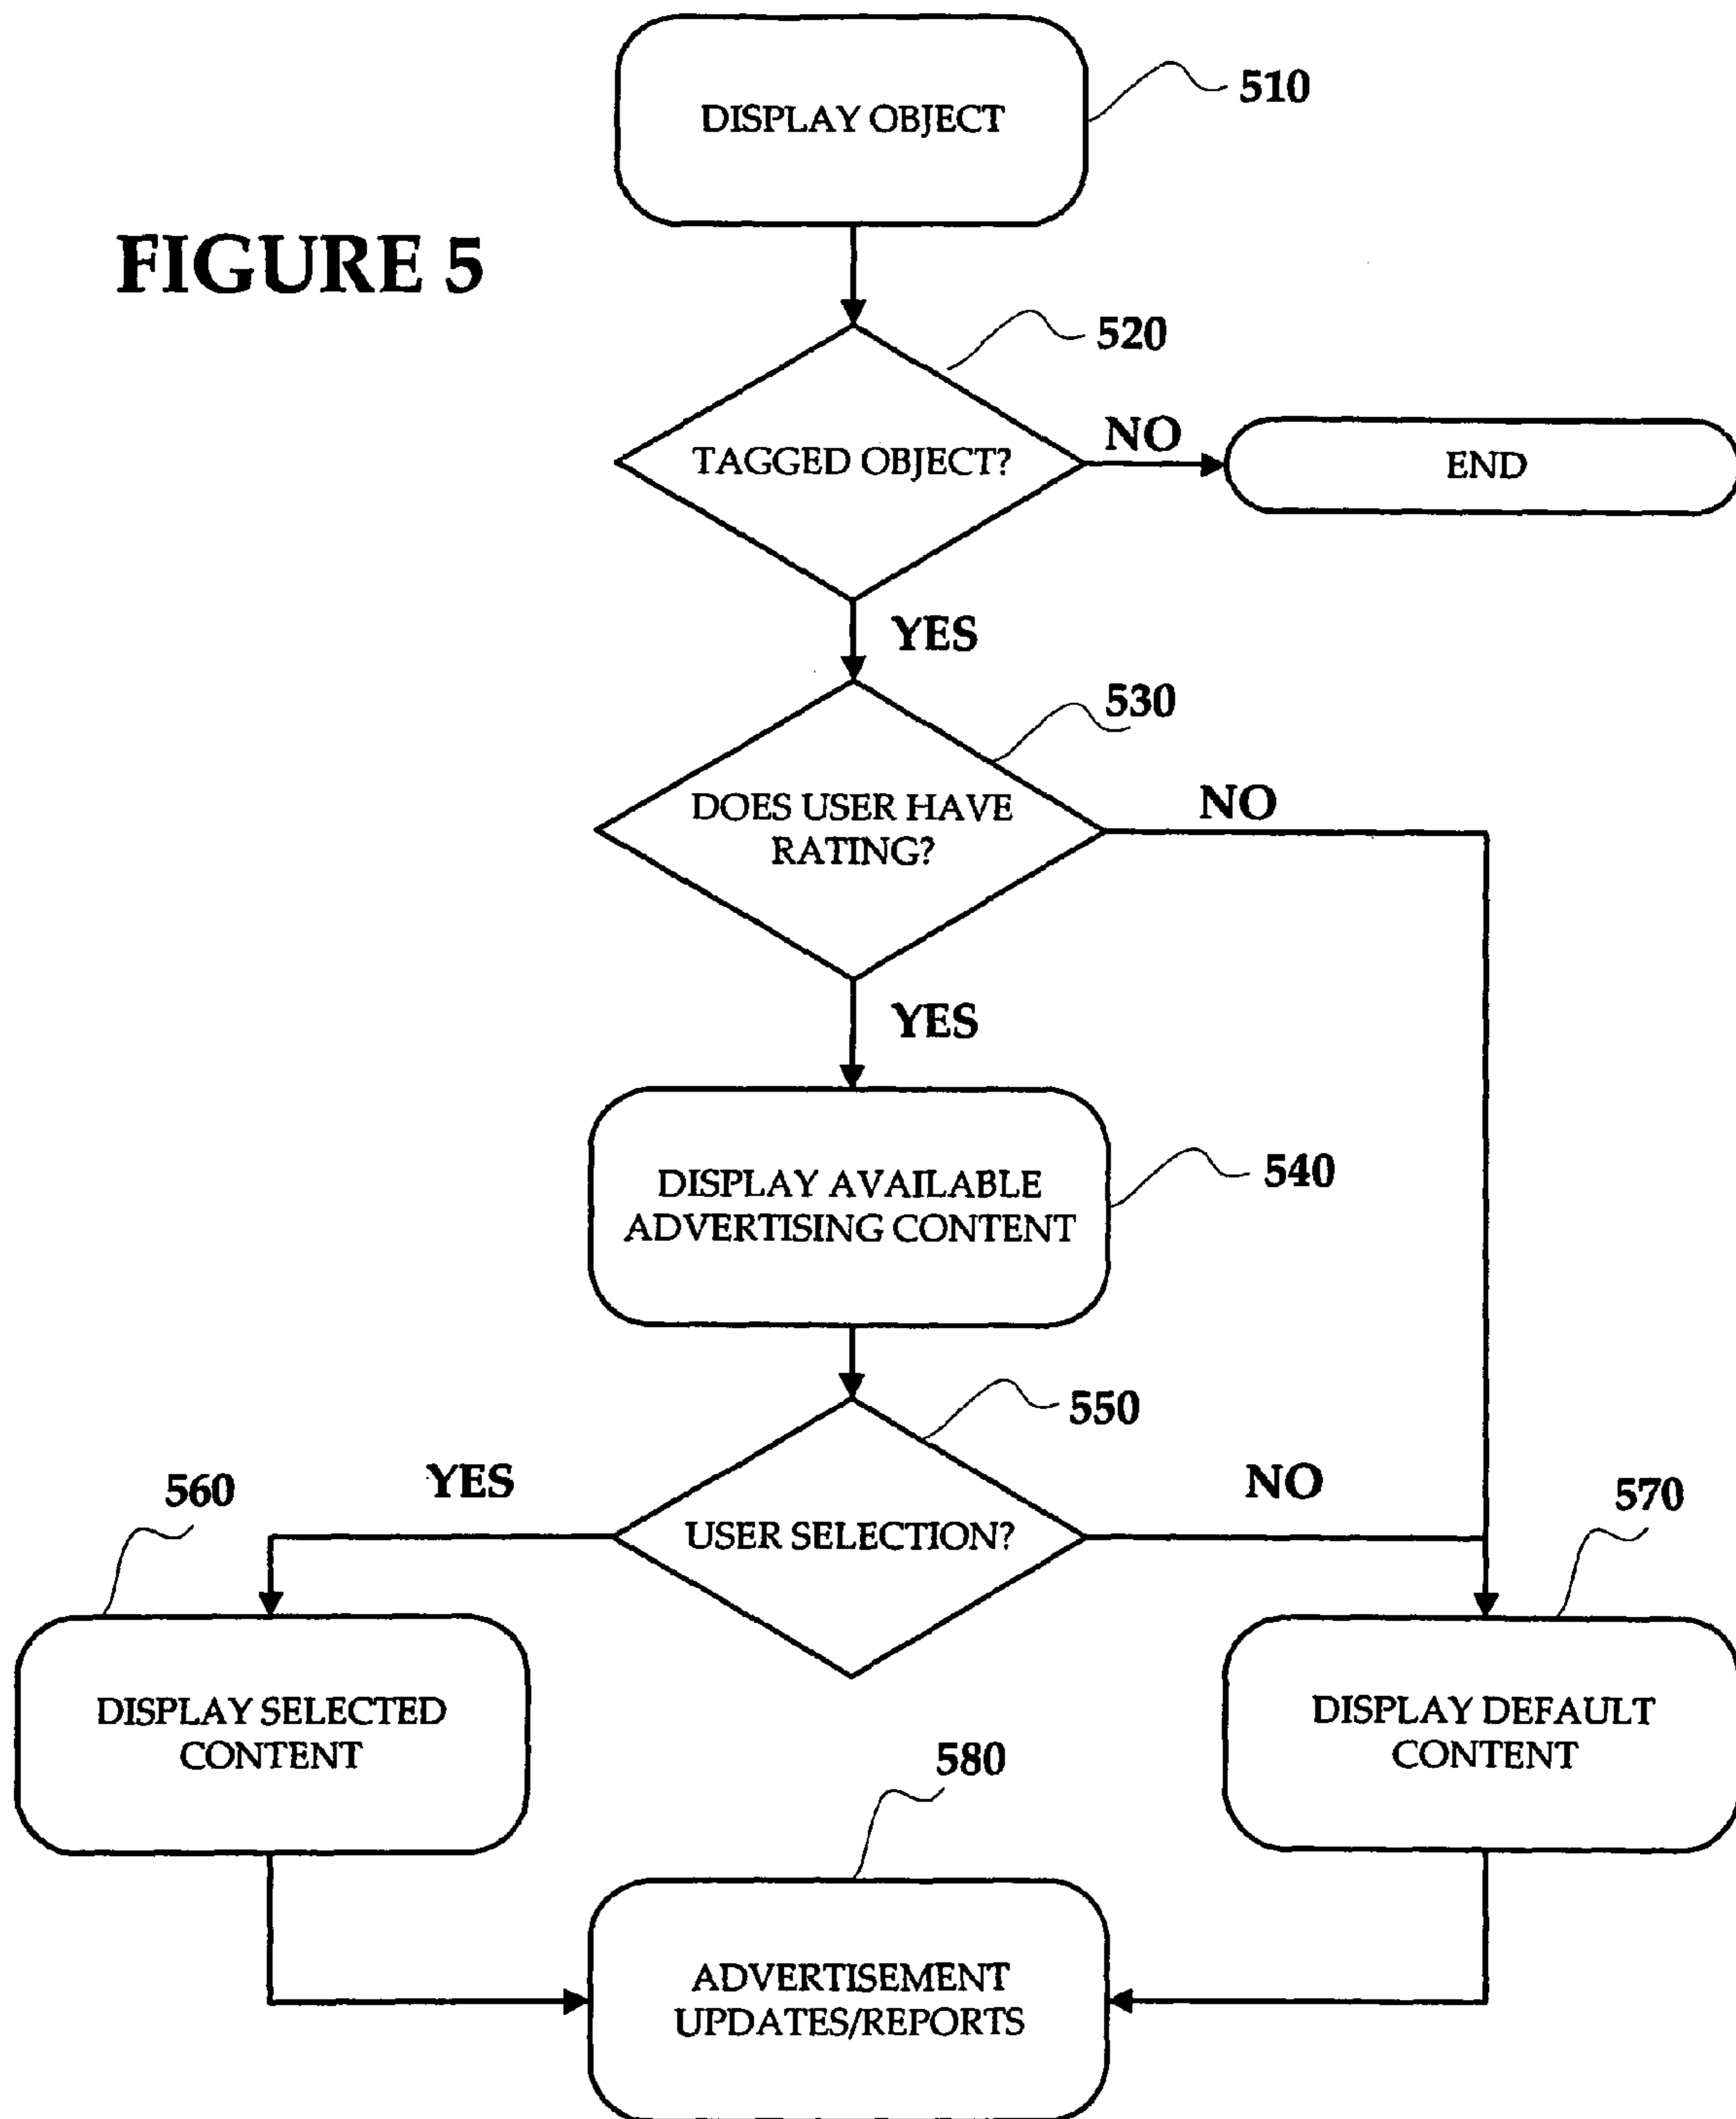 DISPLAY OBJECT
510
FIGURE 5
520
TAGGED OBJECT?
NO
END
YES
530
DOES USER HAVE
RATING?
NO
YES
DISPLAY AVAILABLE
ADVERTISING CONTENT
540
550
YES
USER SELECTION?
NO
560
570
DISPLAY SELECTED
CONTENT
DISPLAY DEFAULT
CONTENT
580
ADVERTISEMENT
UPDATES/REPORTS